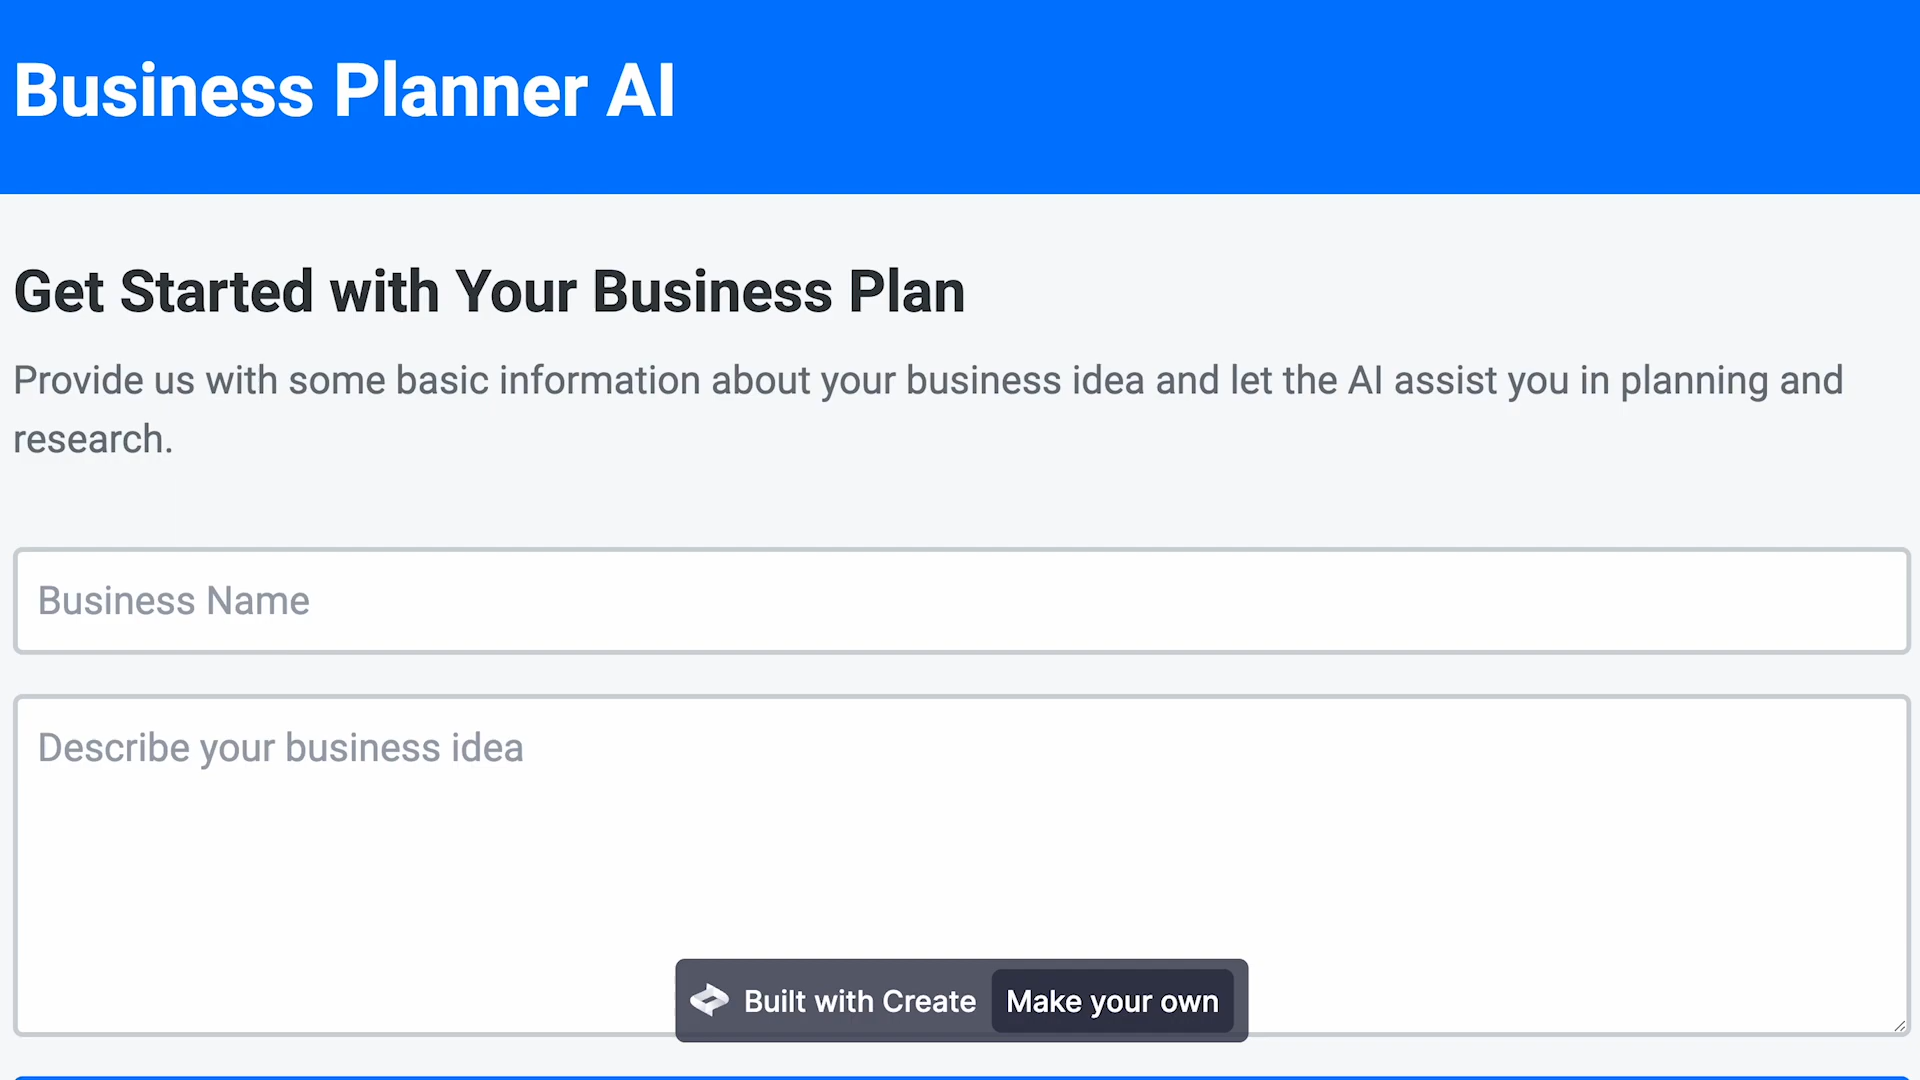 Business Planner AI
Get Started with Your Business Plan
Provide us with some basic information about your business idea and let the AI assist you in planning and
research.
Business Name
Describe your business idea
Built with Create
Make your own